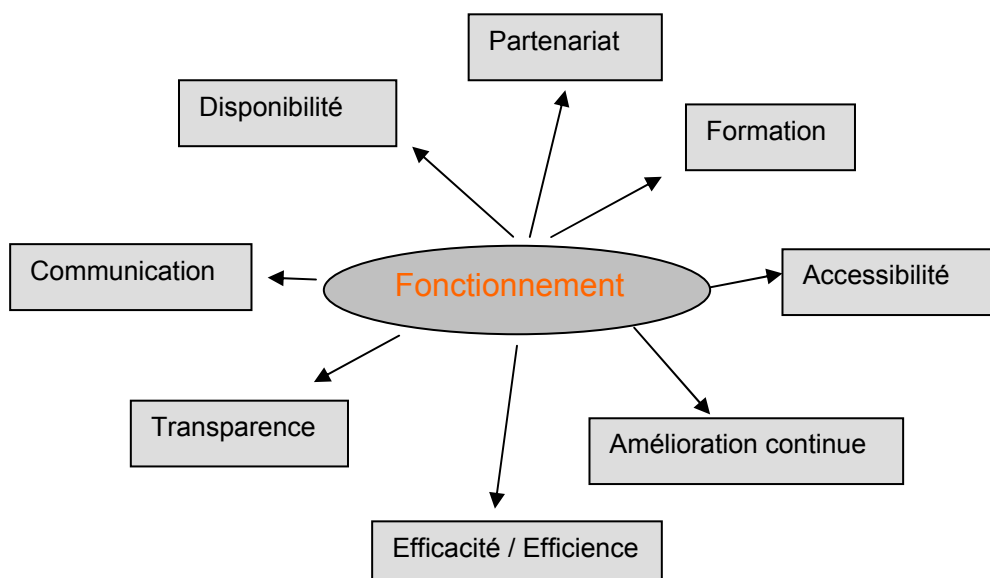 Partenariat
Disponibilité
Formation
Communication
Fonctionnement
Accessibilité
Transparence
Amélioration continue
Efficacité / Efficience